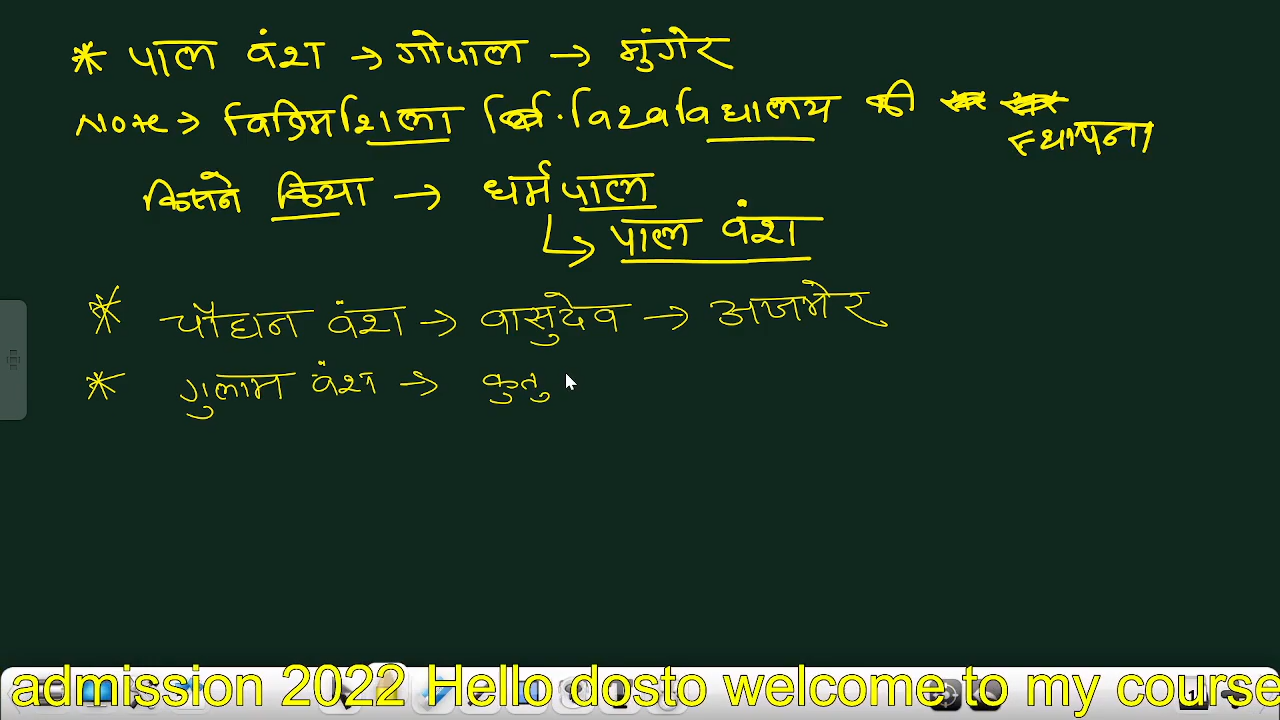 * पाल वंश → गोपाल → मुंगेर
Note → विक्रमशिला विश्वविद्यालय की
स्थापना
किसने किया → धर्मपाल
↳ पाल वंश
* चौहान वंश → वासुदेव → अजमेर
* गुलाम वंश → कुतु
admission 2022 Hello dosto welcome to my course